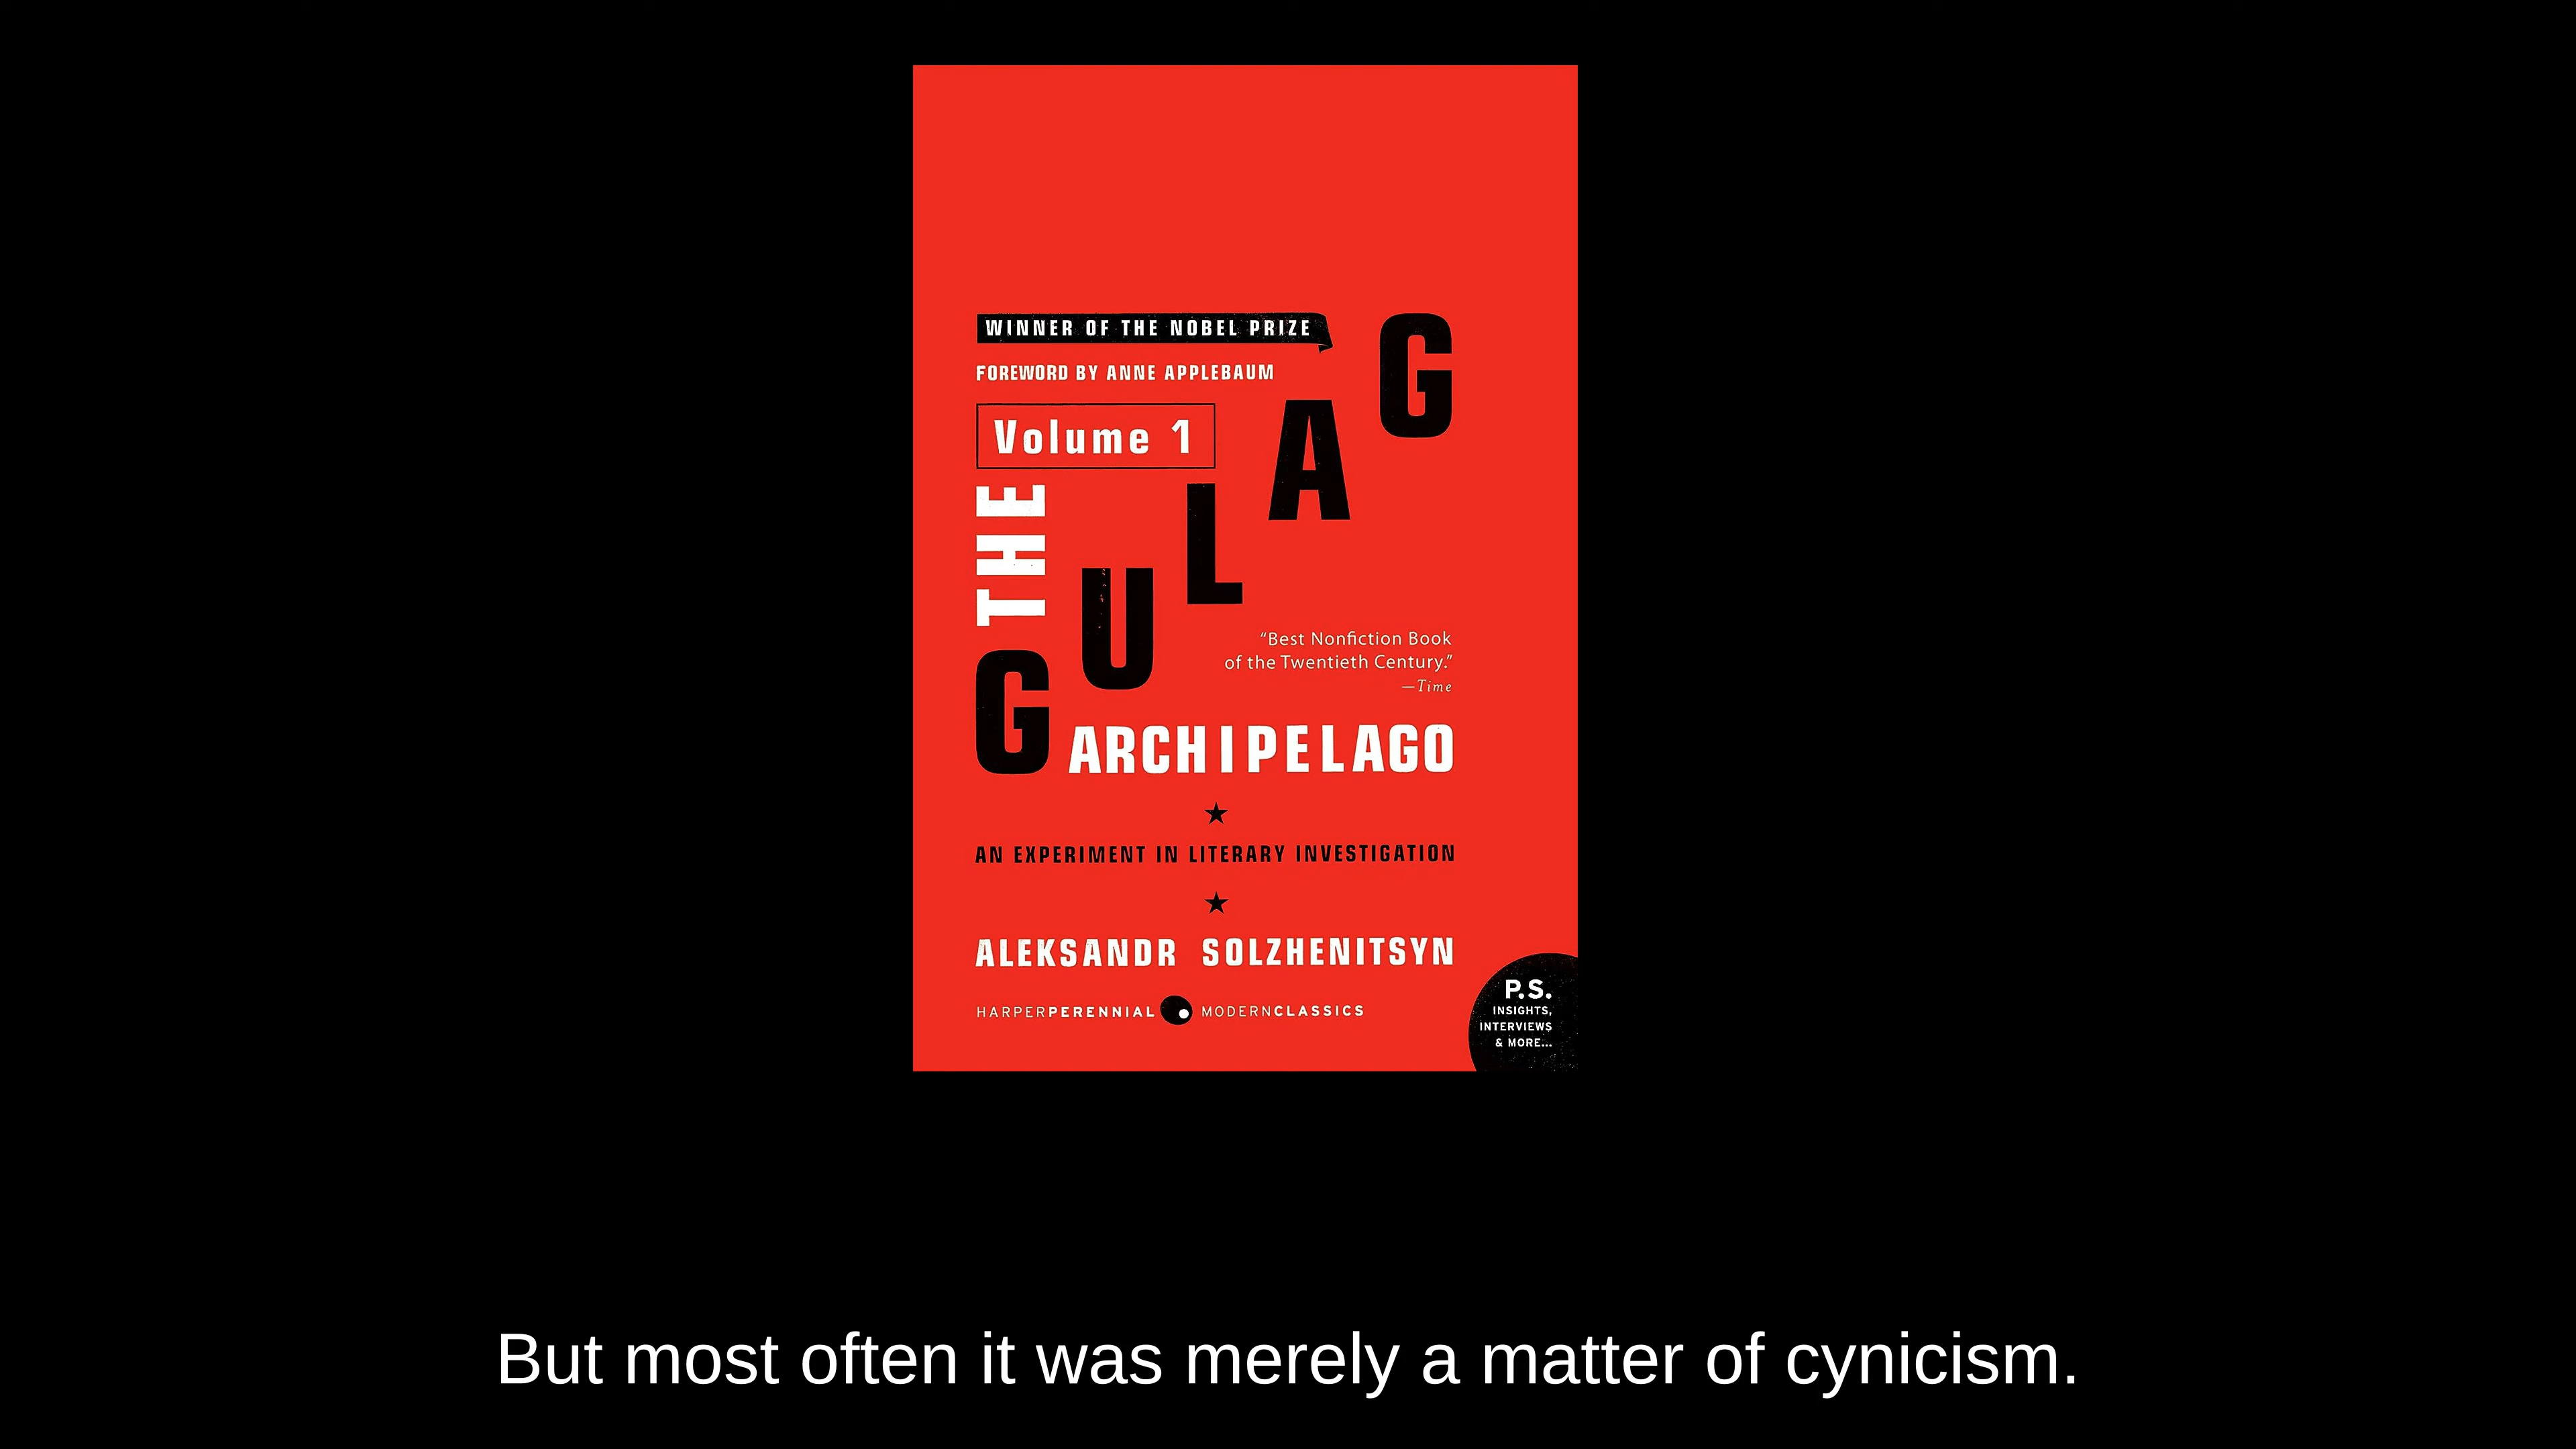 WINNER OF THE NOBEL PRIZE
FOREWORD BY ANNE APPLEBAUM
Volume 1
THE
GULAG
“Best Nonfiction Book
of the Twentieth Century.”
—Time
ARCHIPELAGO
AN EXPERIMENT IN LITERARY INVESTIGATION
ALEKSANDR SOLZHENITSYN
HARPERPERENNIAL MODERNCLASSICS
P.S.
INSIGHTS,
INTERVIEWS
& MORE...
But most often it was merely a matter of cynicism.